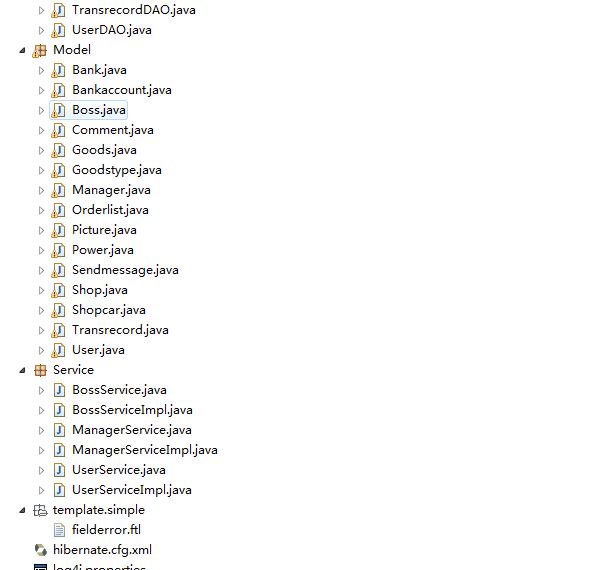 TransrecordDAO.java
UserDAO.java
Model
Bank.java
Bankaccount.java
Boss.java
Comment.java
Goods.java
Goodstype.java
Manager.java
Orderlist.java
Picture.java
Power.java
Sendmessage.java
Shop.java
Shopcar.java
Transrecord.java
User.java
Service
BossService.java
BossServiceImpl.java
ManagerService.java
ManagerServiceImpl.java
UserService.java
UserServiceImpl.java
template.simple
fielderror.ftl
hibernate.cfg.xml
log4j.properties